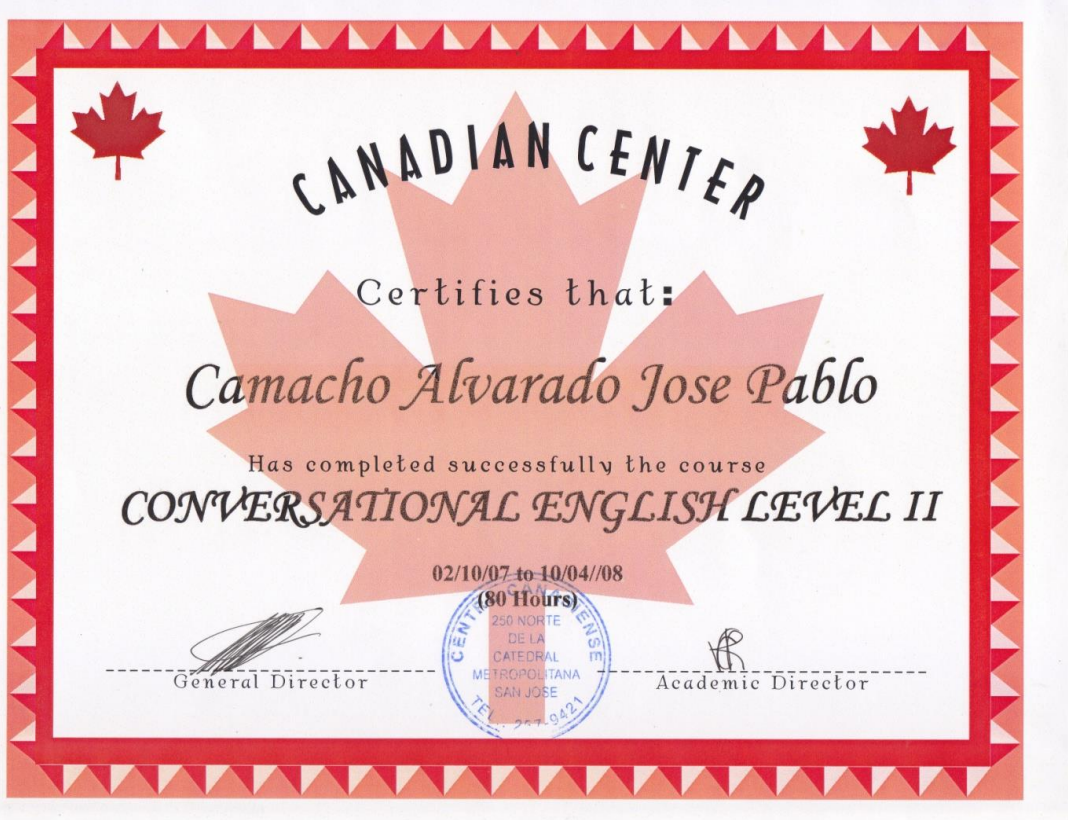 CANADIAN CENTER
Certifies that:
Camacho Alvarado Jose Pablo
Has completed successfully the course
CONVERSATIONAL ENGLISH LEVEL II
02/10/07 to 10/04//08
(80 Hours)
250 NORTE
DE LA
CATEDRAL
METROPOLITANA
SAN JOSE
General Director
Academic Director